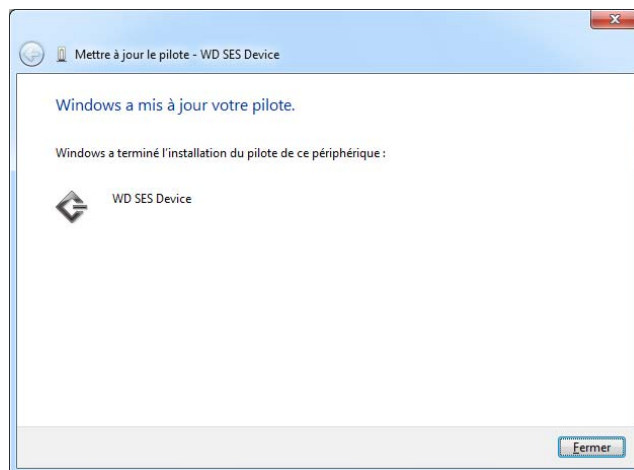 Mettre à jour le pilote - WD SES Device
Windows a mis à jour votre pilote.
Windows a terminé l'installation du pilote de ce périphérique :
WD SES Device
Fermer